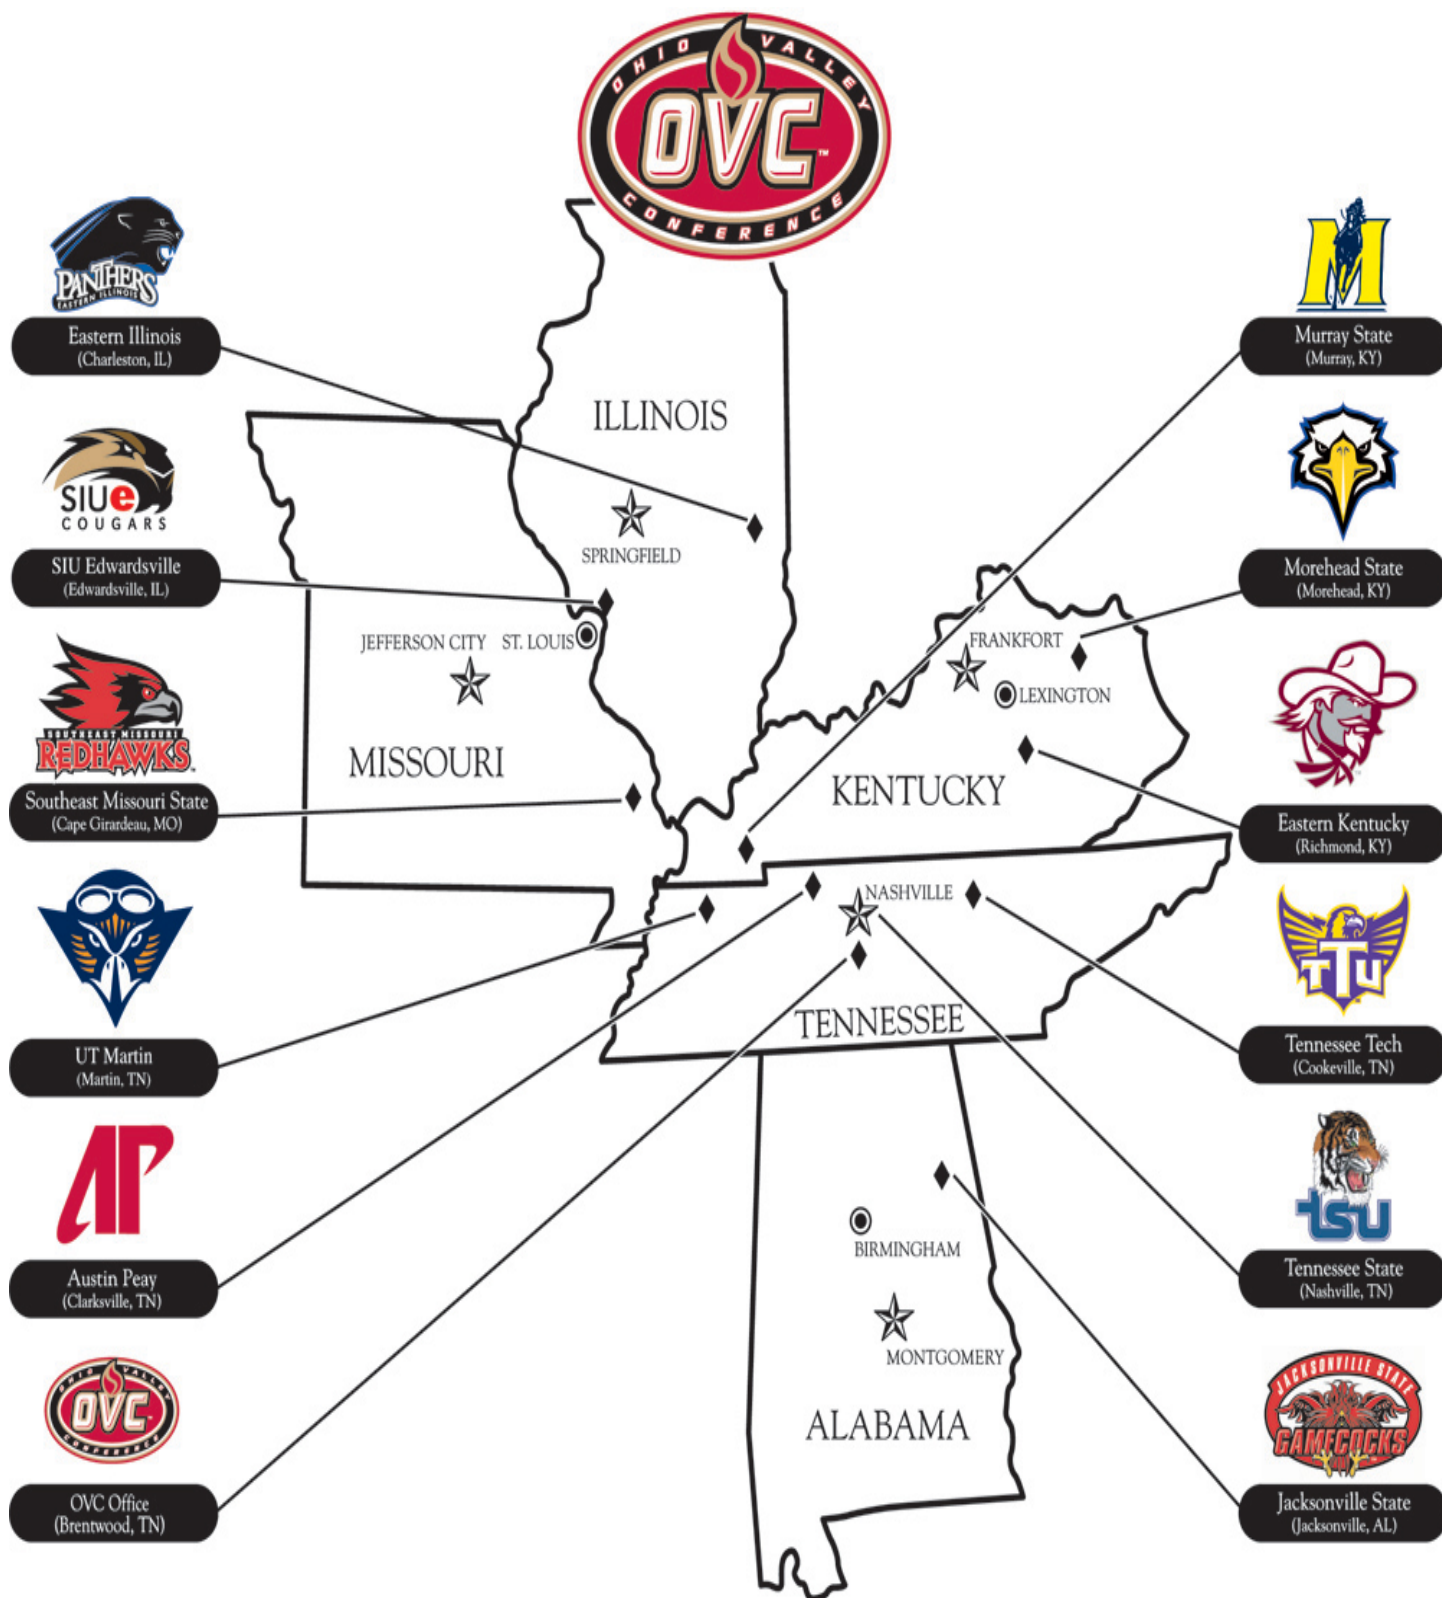 OHIO VALLEY
OVC™
CONFERENCE
PANTHERS
EASTERN ILLINOIS
Eastern Illinois
(Charleston, IL)
SIUe
COUGARS
SIU Edwardsville
(Edwardsville, IL)
SOUTHEAST MISSOURI
REDHAWKS
Southeast Missouri State
(Cape Girardeau, MO)
UT Martin
(Martin, TN)
AP
Austin Peay
(Clarksville, TN)
OHIO VALLEY
OVC
CONFERENCE
OVC Office
(Brentwood, TN)
ILLINOIS
SPRINGFIELD
JEFFERSON CITY
ST. LOUIS
MISSOURI
FRANKFORT
LEXINGTON
KENTUCKY
NASHVILLE
TENNESSEE
BIRMINGHAM
MONTGOMERY
ALABAMA
M
Murray State
(Murray, KY)
Morehead State
(Morehead, KY)
Eastern Kentucky
(Richmond, KY)
TTU
Tennessee Tech
(Cookeville, TN)
tsu
Tennessee State
(Nashville, TN)
JACKSONVILLE STATE
GAMECOCKS
Jacksonville State
(Jacksonville, AL)